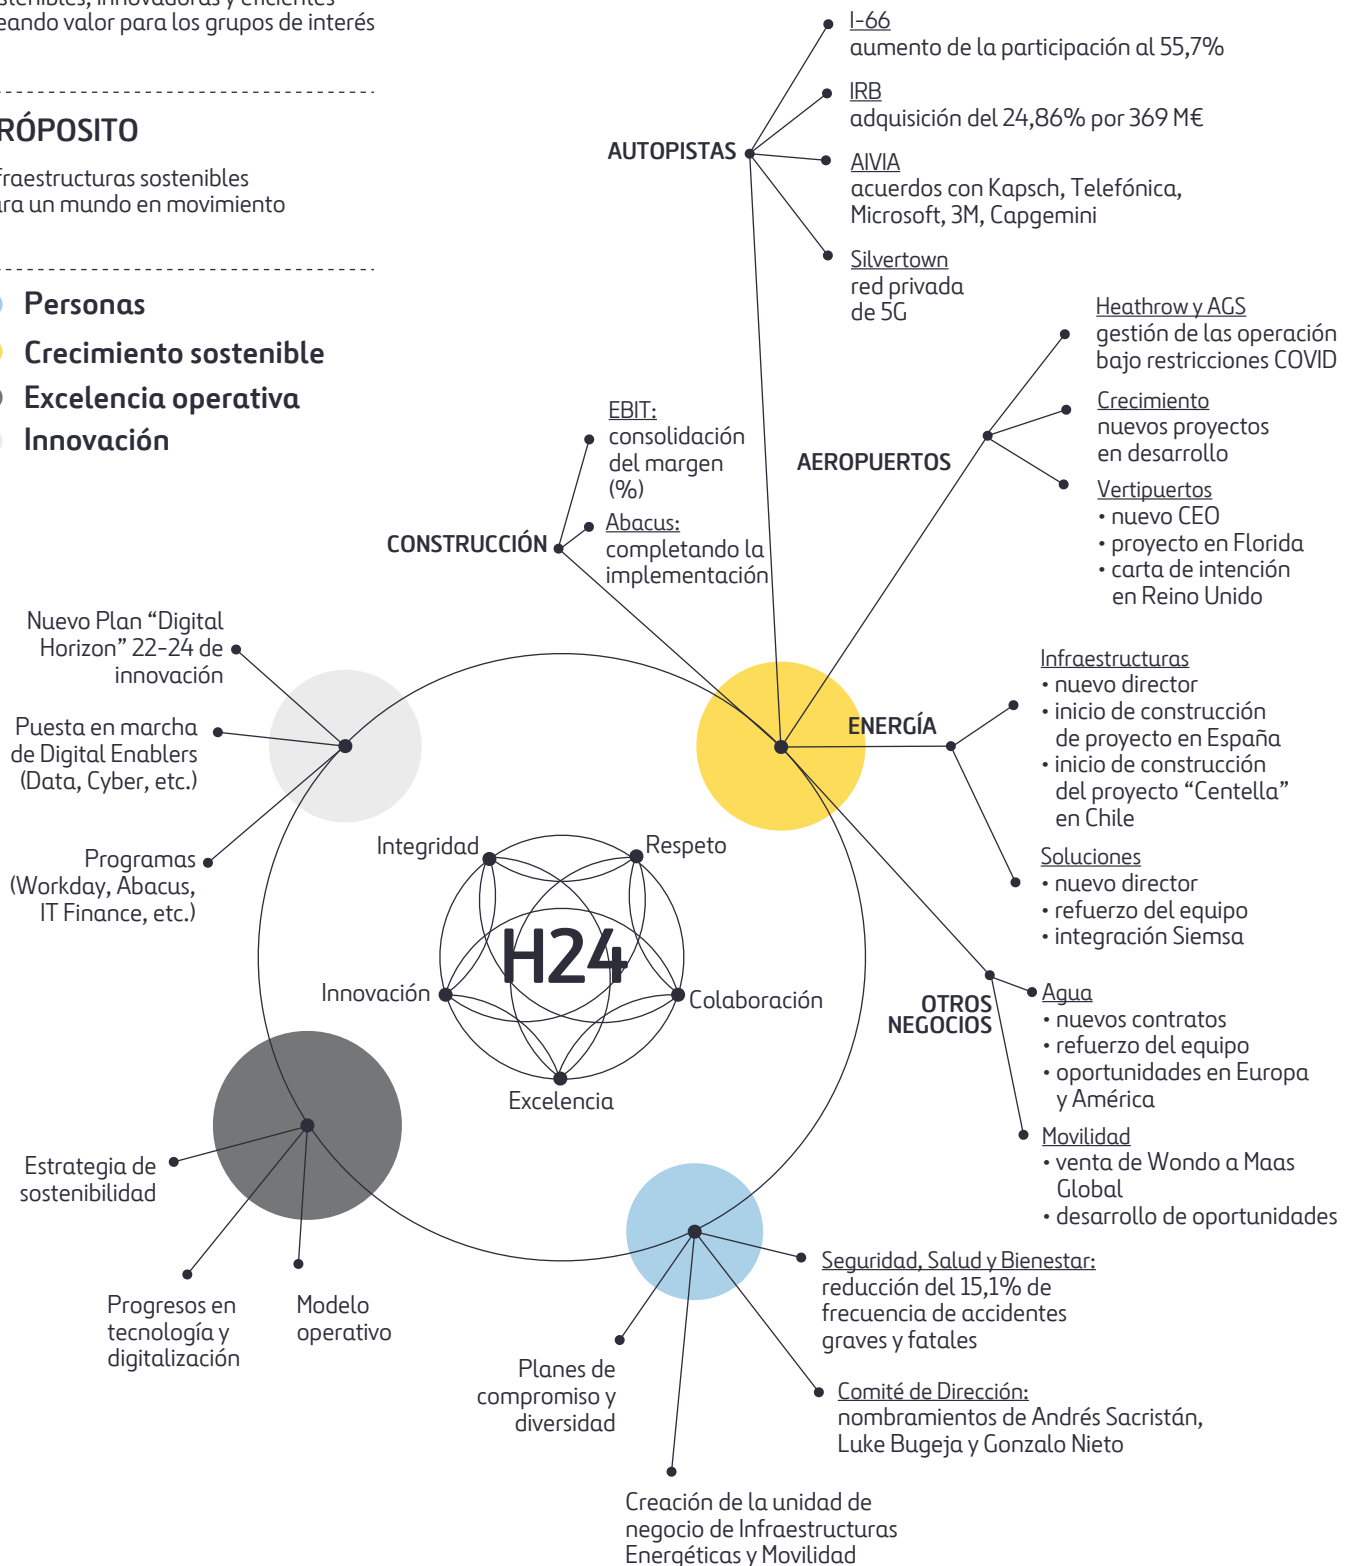 eando valor para los grupos de interés
RÓPOSITO
fraestructuras sostenibles
ara un mundo en movimiento
Personas
Crecimiento sostenible
Excelencia operativa
Innovación
AUTOPISTAS
I-66
aumento de la participación al 55,7%
IRB
adquisición del 24,86% por 369 M€
AIVIA
acuerdos con Kapsch, Telefónica,
Microsoft, 3M, Capgemini
Silvertown
red privada
de 5G
AEROPUERTOS
Heathrow y AGS
gestión de las operación
bajo restricciones COVID
Crecimiento
nuevos proyectos
en desarrollo
Vertipuertos
• nuevo CEO
• proyecto en Florida
• carta de intención
en Reino Unido
CONSTRUCCIÓN
EBIT:
consolidación
del margen
(%)
Abacus:
completando la
implementación
ENERGÍA
Infraestructuras
• nuevo director
• inicio de construcción
de proyecto en España
• inicio de construcción
del proyecto “Centella”
en Chile
Soluciones
• nuevo director
• refuerzo del equipo
• integración Siemsa
OTROS
NEGOCIOS
Agua
• nuevos contratos
• refuerzo del equipo
• oportunidades en Europa
y América
Movilidad
• venta de Wondo a Maas
Global
• desarrollo de oportunidades
Nuevo Plan “Digital
Horizon” 22-24 de
innovación
Puesta en marcha
de Digital Enablers
(Data, Cyber, etc.)
Programas
(Workday, Abacus,
IT Finance, etc.)
Integridad
Respeto
H24
Innovación
Colaboración
Excelencia
Estrategia de
sostenibilidad
Progresos en
tecnología y
digitalización
Modelo
operativo
Planes de
compromiso y
diversidad
Creación de la unidad de
negocio de Infraestructuras
Energéticas y Movilidad
Seguridad, Salud y Bienestar:
reducción del 15,1% de
frecuencia de accidentes
graves y fatales
Comité de Dirección:
nombramientos de Andrés Sacristán,
Luke Bugeja y Gonzalo Nieto